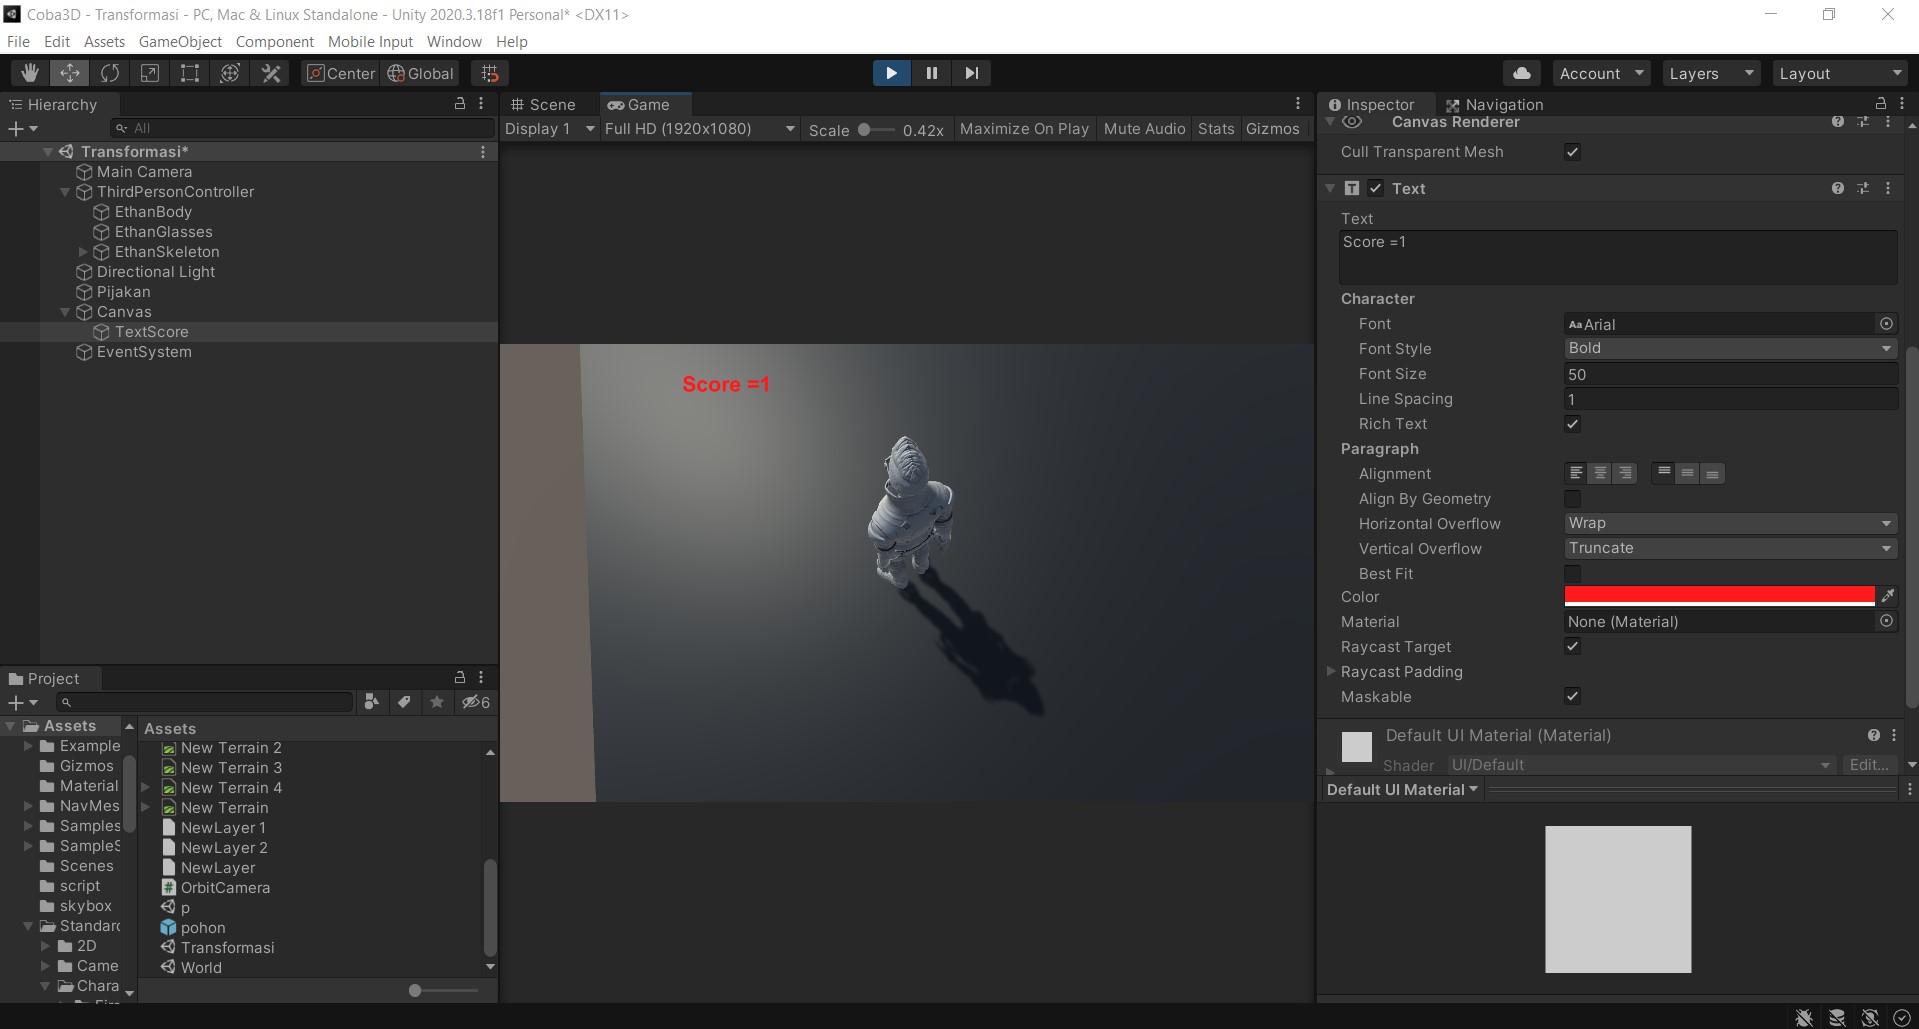 Coba3D - Transformasi - PC, Mac & Linux Standalone - Unity 2020.3.18f1 Personal* <DX11>
File Edit Assets GameObject Component Mobile Input Window Help
Center Global Account Layers Layout
Hierarchy
All
Transformasi*
Main Camera
ThirdPersonController
EthanBody
EthanGlasses
EthanSkeleton
Directional Light
Pijakan
Canvas
TextScore
EventSystem
Scene Game
Display 1 Full HD (1920x1080) Scale 0.42x Maximize On Play Mute Audio Stats Gizmos
Score =1
Inspector Navigation
Canvas Renderer
Cull Transparent Mesh
Text
Text
Score =1
Character
Font Arial
Font Style Bold
Font Size 50
Line Spacing 1
Rich Text
Paragraph
Alignment
Align By Geometry
Horizontal Overflow Wrap
Vertical Overflow Truncate
Best Fit
Color
Material None (Material)
Raycast Target
Raycast Padding
Maskable
Default UI Material (Material)
Shader UI/Default Edit...
Default UI Material
Project
6
Assets
Example
Gizmos
Material
NavMes
Samples
SampleS
Scenes
script
skybox
Standard
2D
Came
Chara
Assets
New Terrain 2
New Terrain 3
New Terrain 4
New Terrain
NewLayer 1
NewLayer 2
NewLayer
OrbitCamera
p
pohon
Transformasi
World